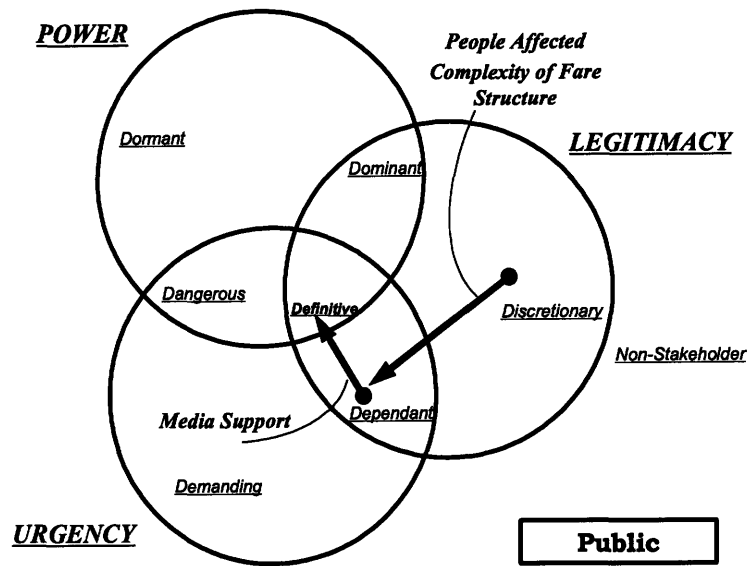 POWER
People Affected
Complexity of Fare
Structure
LEGITIMACY
Dormant
Dominant
Dangerous
Definitive
Discretionary
Non-Stakeholder
Media Support
Dependant
Demanding
URGENCY
Public